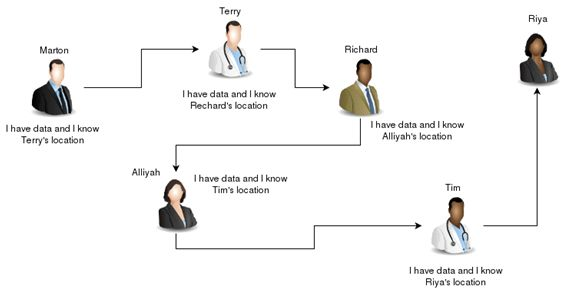 Terry
Riya
Marton
Richard
I have data and I know
Rechard's location
I have data and I know
Terry's location
I have data and I know
Alliyah's location
Alliyah
I have data and I know
Tim's location
Tim
I have data and I know
Riya's location